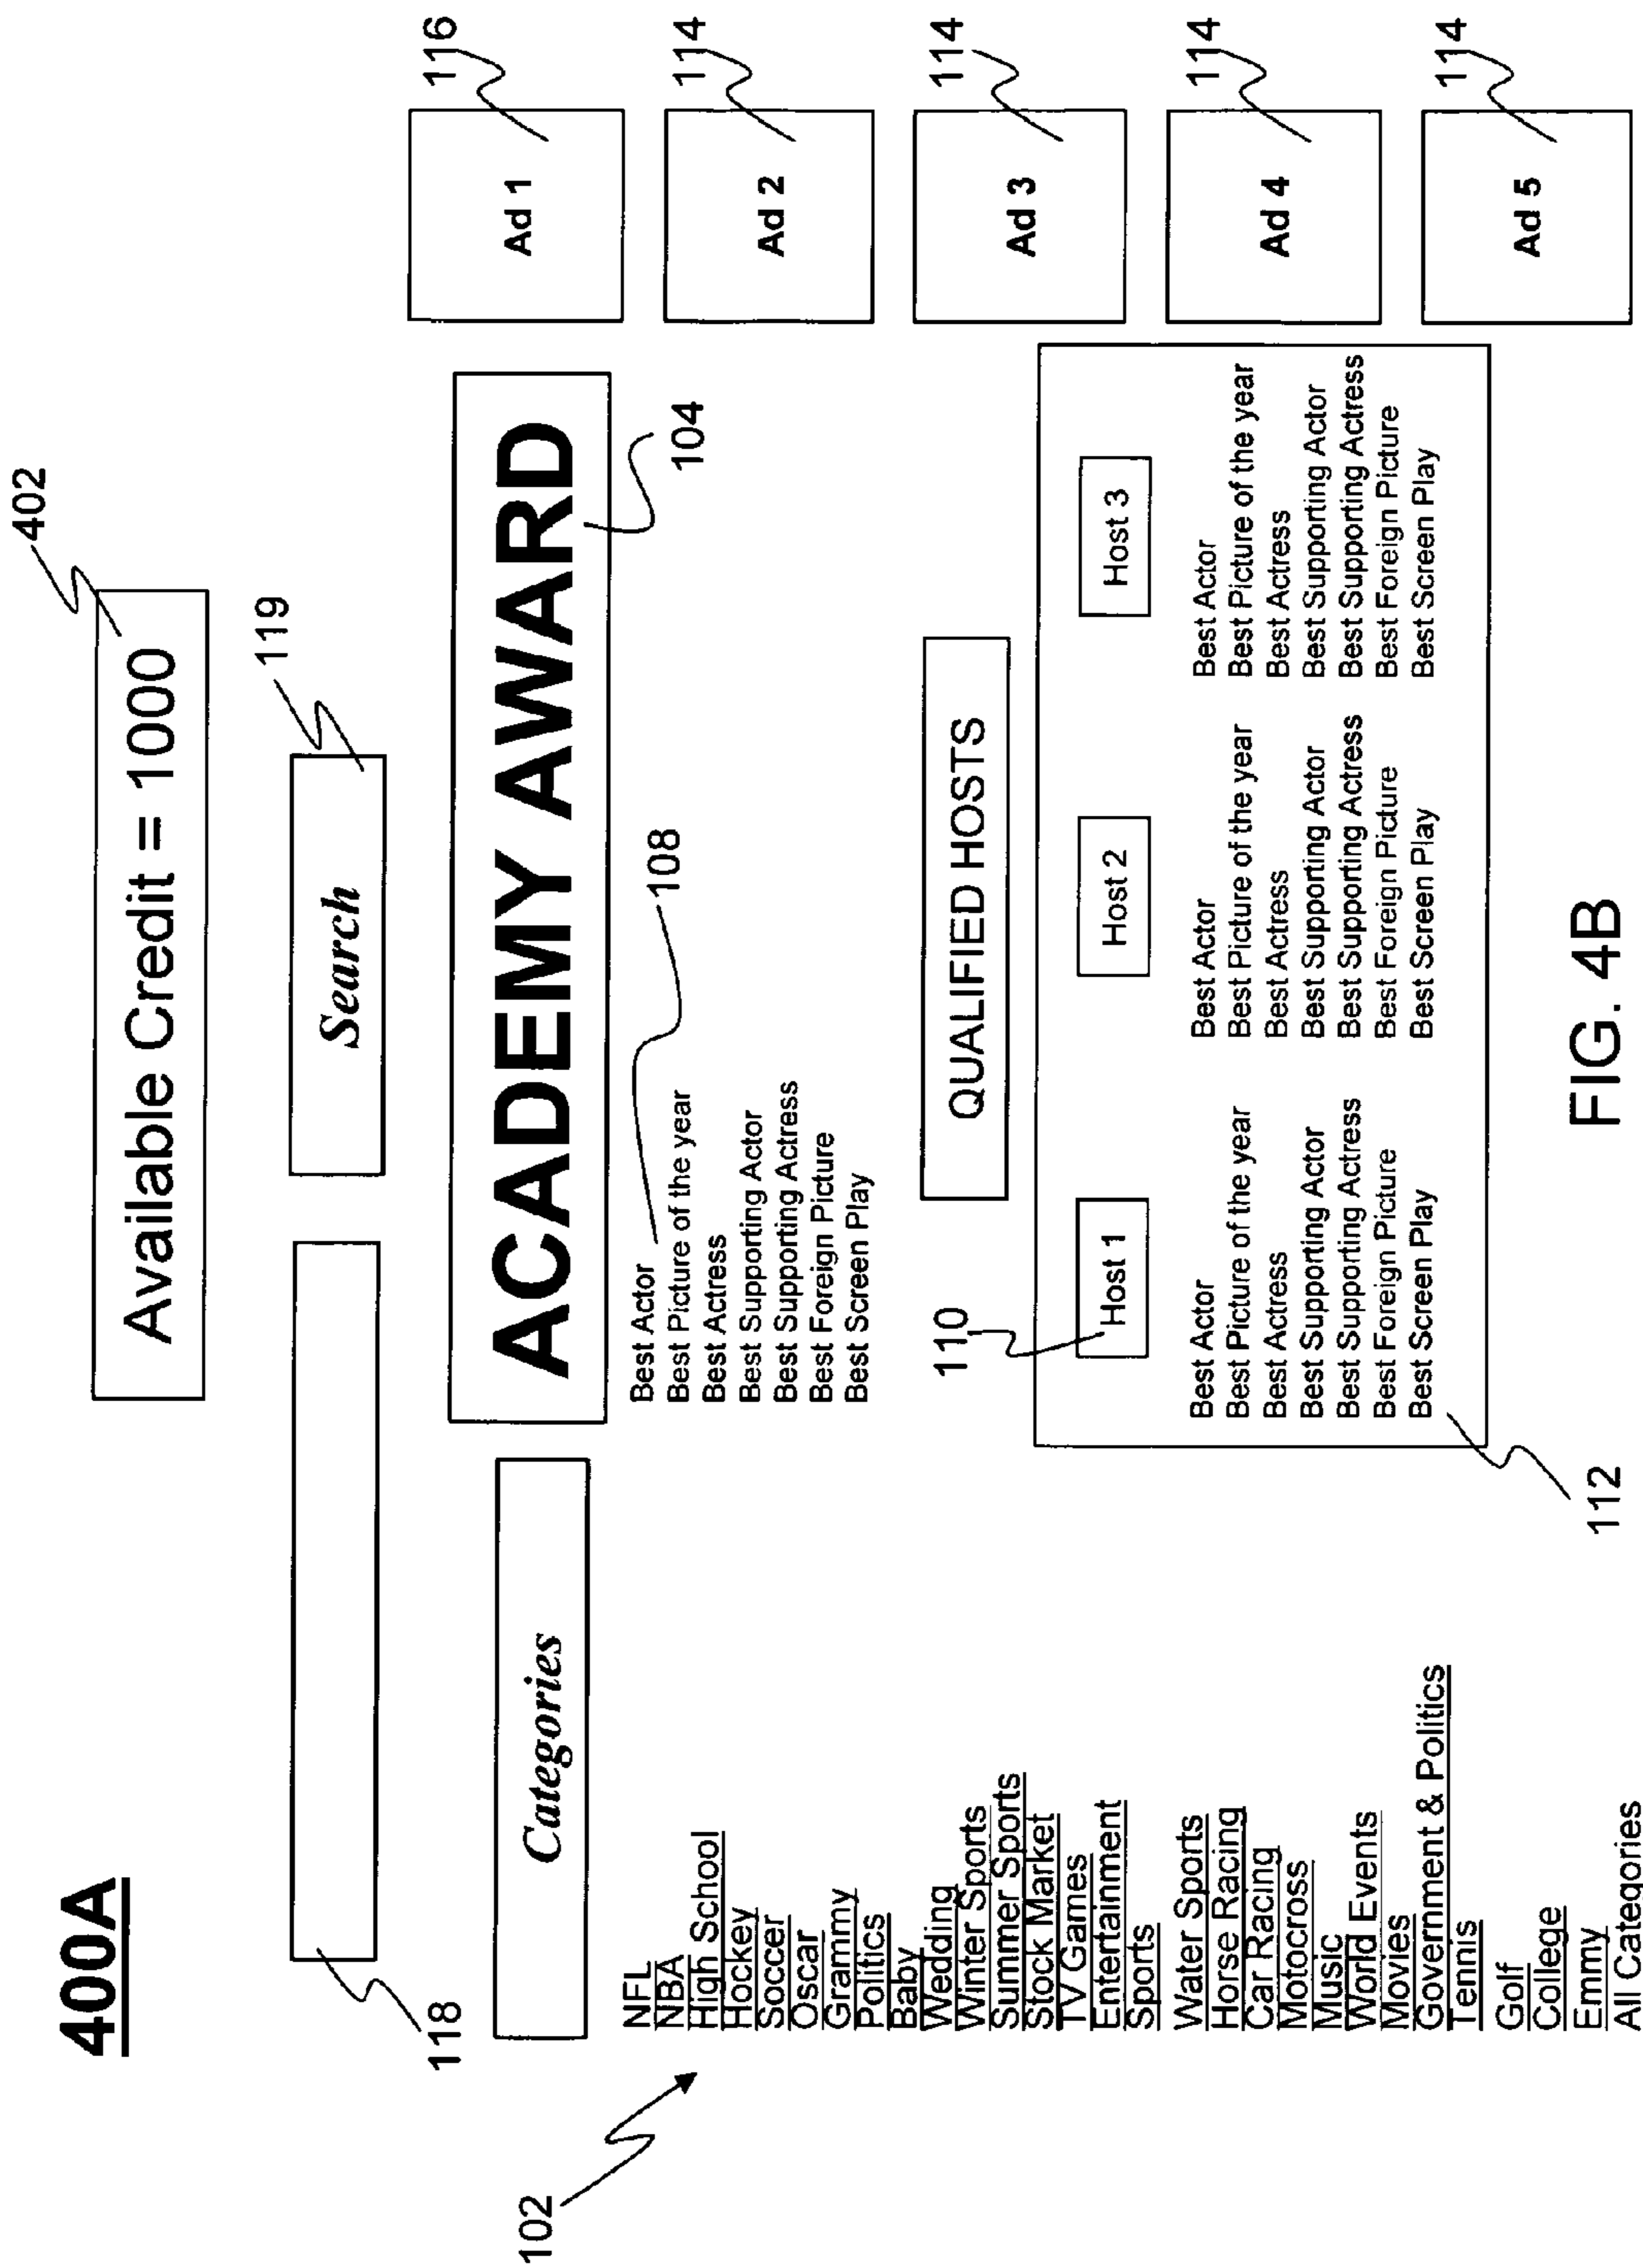 400A
402
Available Credit = 1000
118
119
Search
Categories
ACADEMY AWARD
104
102
NFL
NBA
High School
Hockey
Soccer
Oscar
Grammy
Politics
Baby
Wedding
Winter Sports
Summer Sports
Stock Market
TV Games
Entertainment
Sports
Water Sports
Horse Racing
Car Racing
Motocross
Music
World Events
Movies
Government & Politics
Tennis
Golf
College
Emmy
All Categories
108
Best Actor
Best Picture of the year
Best Actress
Best Supporting Actor
Best Supporting Actress
Best Foreign Picture
Best Screen Play
QUALIFIED HOSTS
110
Host 1
Best Actor
Best Picture of the year
Best Actress
Best Supporting Actor
Best Supporting Actress
Best Foreign Picture
Best Screen Play
Host 2
Best Actor
Best Picture of the year
Best Actress
Best Supporting Actor
Best Supporting Actress
Best Foreign Picture
Best Screen Play
Host 3
Best Actor
Best Picture of the year
Best Actress
Best Supporting Actor
Best Supporting Actress
Best Foreign Picture
Best Screen Play
112
Ad 1
116
Ad 2
114
Ad 3
114
Ad 4
114
Ad 5
114
FIG. 4B